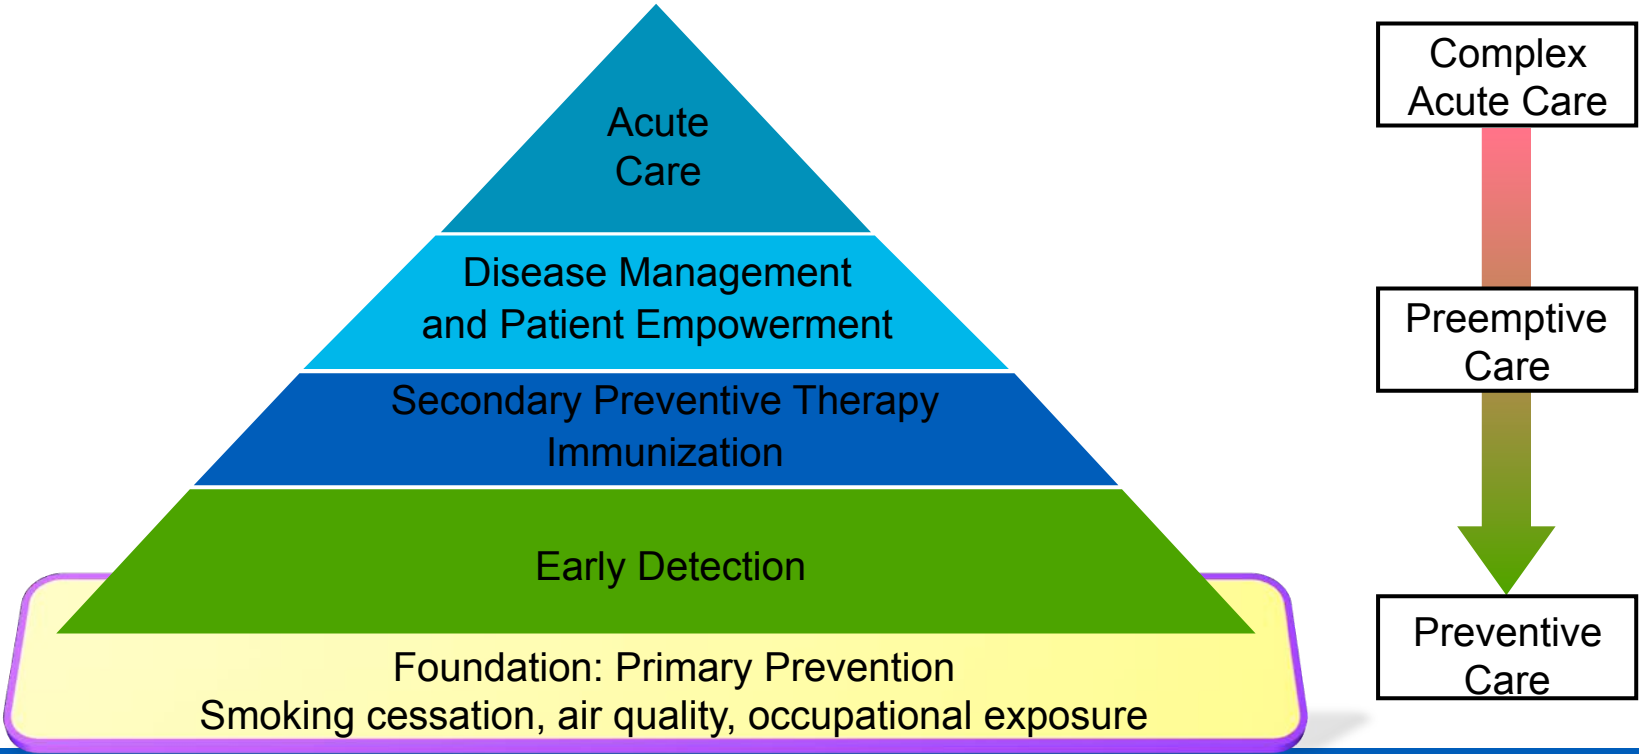 Acute
Care
Disease Management
and Patient Empowerment
Secondary Preventive Therapy
Immunization
Early Detection
Foundation: Primary Prevention
Smoking cessation, air quality, occupational exposure
Complex
Acute Care
Preemptive
Care
Preventive
Care